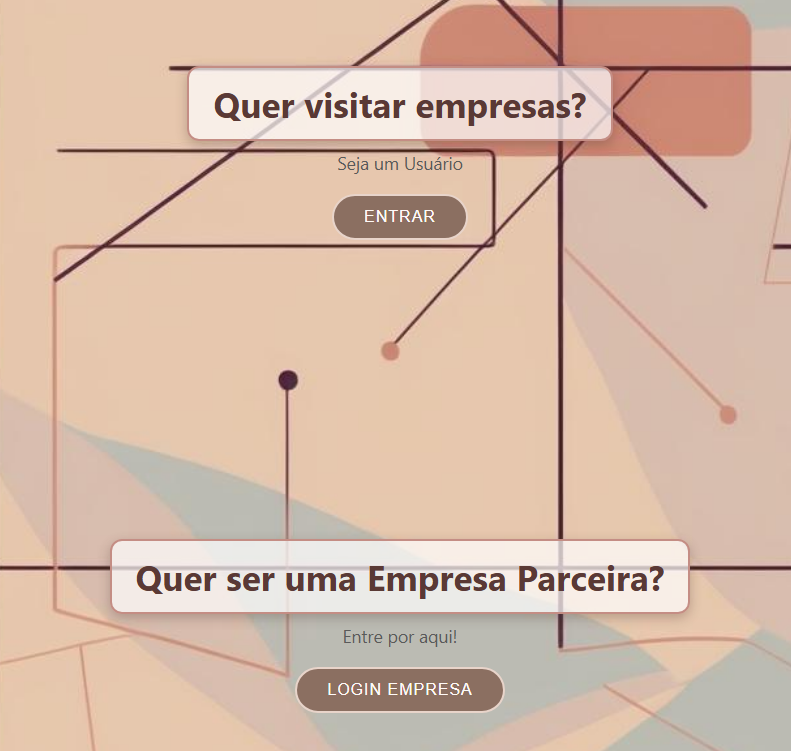 Quer visitar empresas?
Seja um Usuário
ENTRAR
Quer ser uma Empresa Parceira?
Entre por aqui!
LOGIN EMPRESA